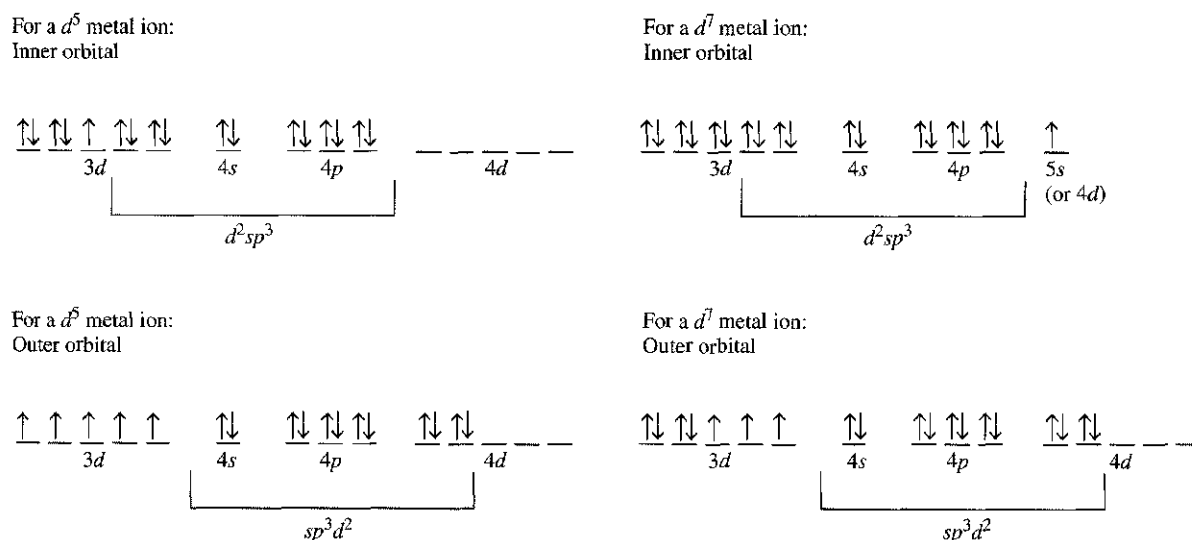 For a d⁵ metal ion:
Inner orbital
3d 4s 4p 4d
d²sp³
For a d⁷ metal ion:
Inner orbital
3d 4s 4p 5s
(or 4d)
d²sp³
For a d⁵ metal ion:
Outer orbital
3d 4s 4p 4d
sp³d²
For a d⁷ metal ion:
Outer orbital
3d 4s 4p 4d
sp³d²